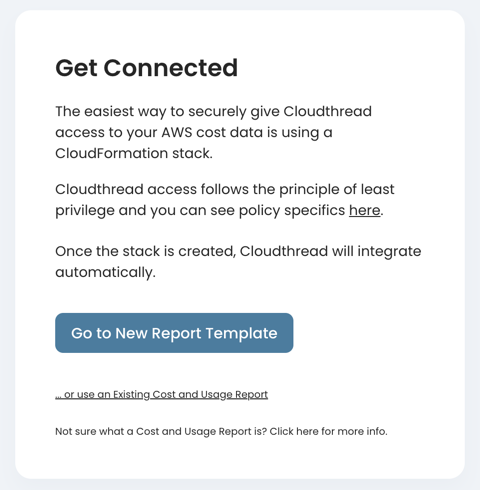 Get Connected
The easiest way to securely give Cloudthread
access to your AWS cost data is using a
CloudFormation stack.
Cloudthread access follows the principle of least
privilege and you can see policy specifics here.
Once the stack is created, Cloudthread will integrate
automatically.
Go to New Report Template
... or use an Existing Cost and Usage Report
Not sure what a Cost and Usage Report is? Click here for more info.